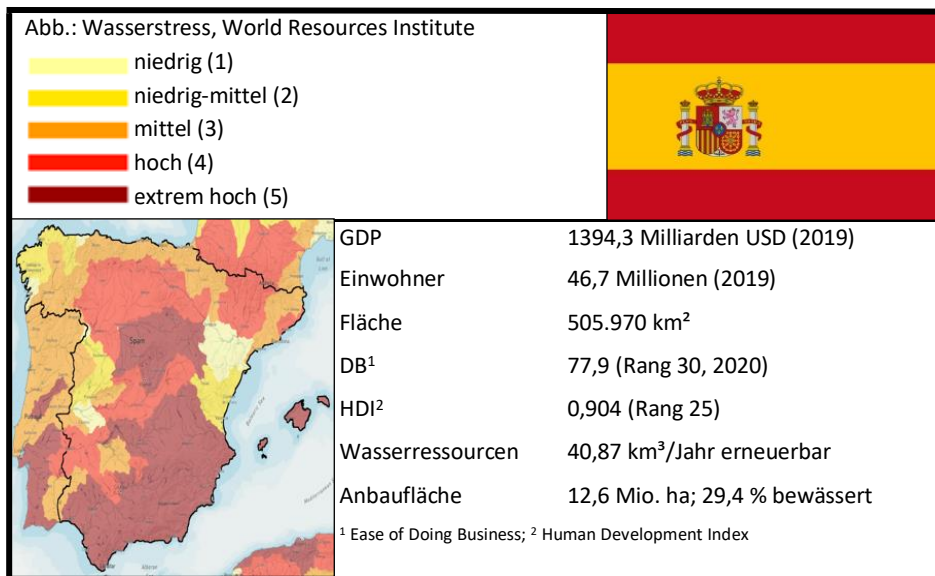 Abb.: Wasserstress, World Resources Institute
niedrig (1)
niedrig-mittel (2)
mittel (3)
hoch (4)
extrem hoch (5)
Spain
GDP 1394,3 Milliarden USD (2019)
Einwohner 46,7 Millionen (2019)
Fläche 505.970 km²
DB¹ 77,9 (Rang 30, 2020)
HDI² 0,904 (Rang 25)
Wasserressourcen 40,87 km³/Jahr erneuerbar
Anbaufläche 12,6 Mio. ha; 29,4 % bewässert
¹ Ease of Doing Business; ² Human Development Index